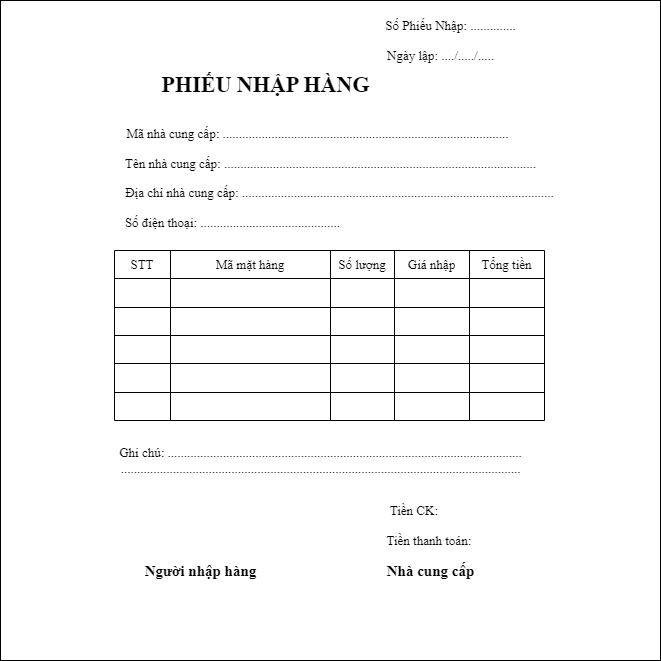 Số Phiếu Nhập: ..............
Ngày lập: ..../...../.....
PHIẾU NHẬP HÀNG
Mã nhà cung cấp: ........................................................................................
Tên nhà cung cấp: ................................................................................................
Địa chỉ nhà cung cấp: ................................................................................................
Số điện thoại: ...........................................
STT Mã mặt hàng Số lượng Giá nhập Tổng tiền
Ghi chú: .............................................................................................................
...........................................................................................................................
Tiền CK:
Tiền thanh toán:
Người nhập hàng Nhà cung cấp